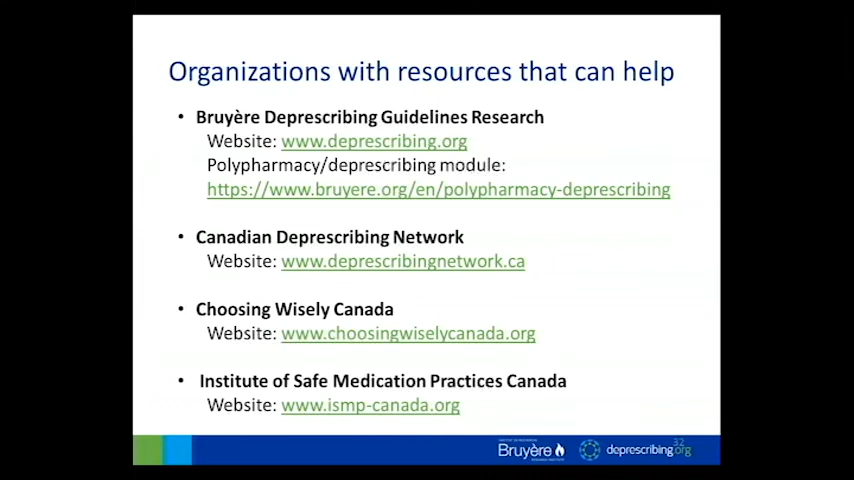 Organizations with resources that can help
• Bruyère Deprescribing Guidelines Research
Website: www.deprescribing.org
Polypharmacy/deprescribing module:
https://www.bruyere.org/en/polypharmacy-deprescribing
• Canadian Deprescribing Network
Website: www.deprescribingnetwork.ca
• Choosing Wisely Canada
Website: www.choosingwiselycanada.org
• Institute of Safe Medication Practices Canada
Website: www.ismp-canada.org
Bruyère
deprescribing.org
32